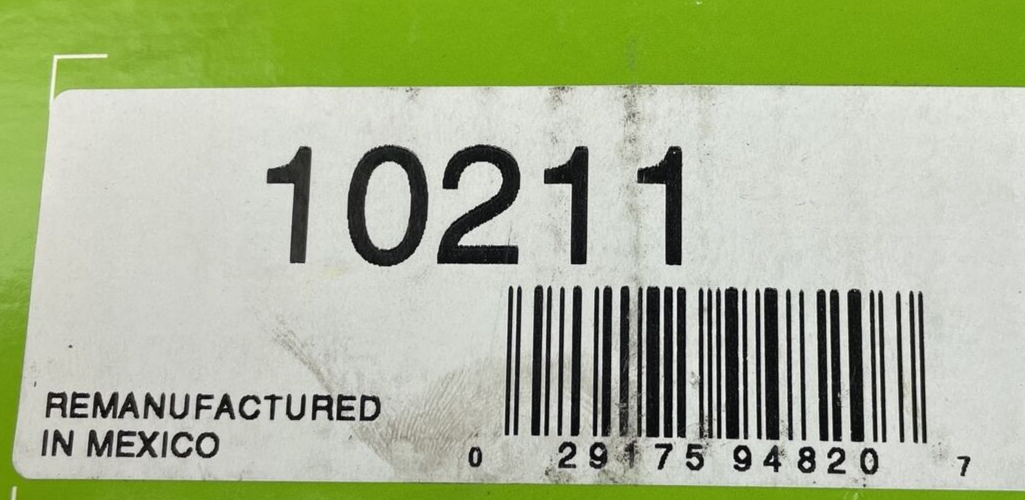 10211
REMANUFACTURED
IN MEXICO
0 29175 94820 7